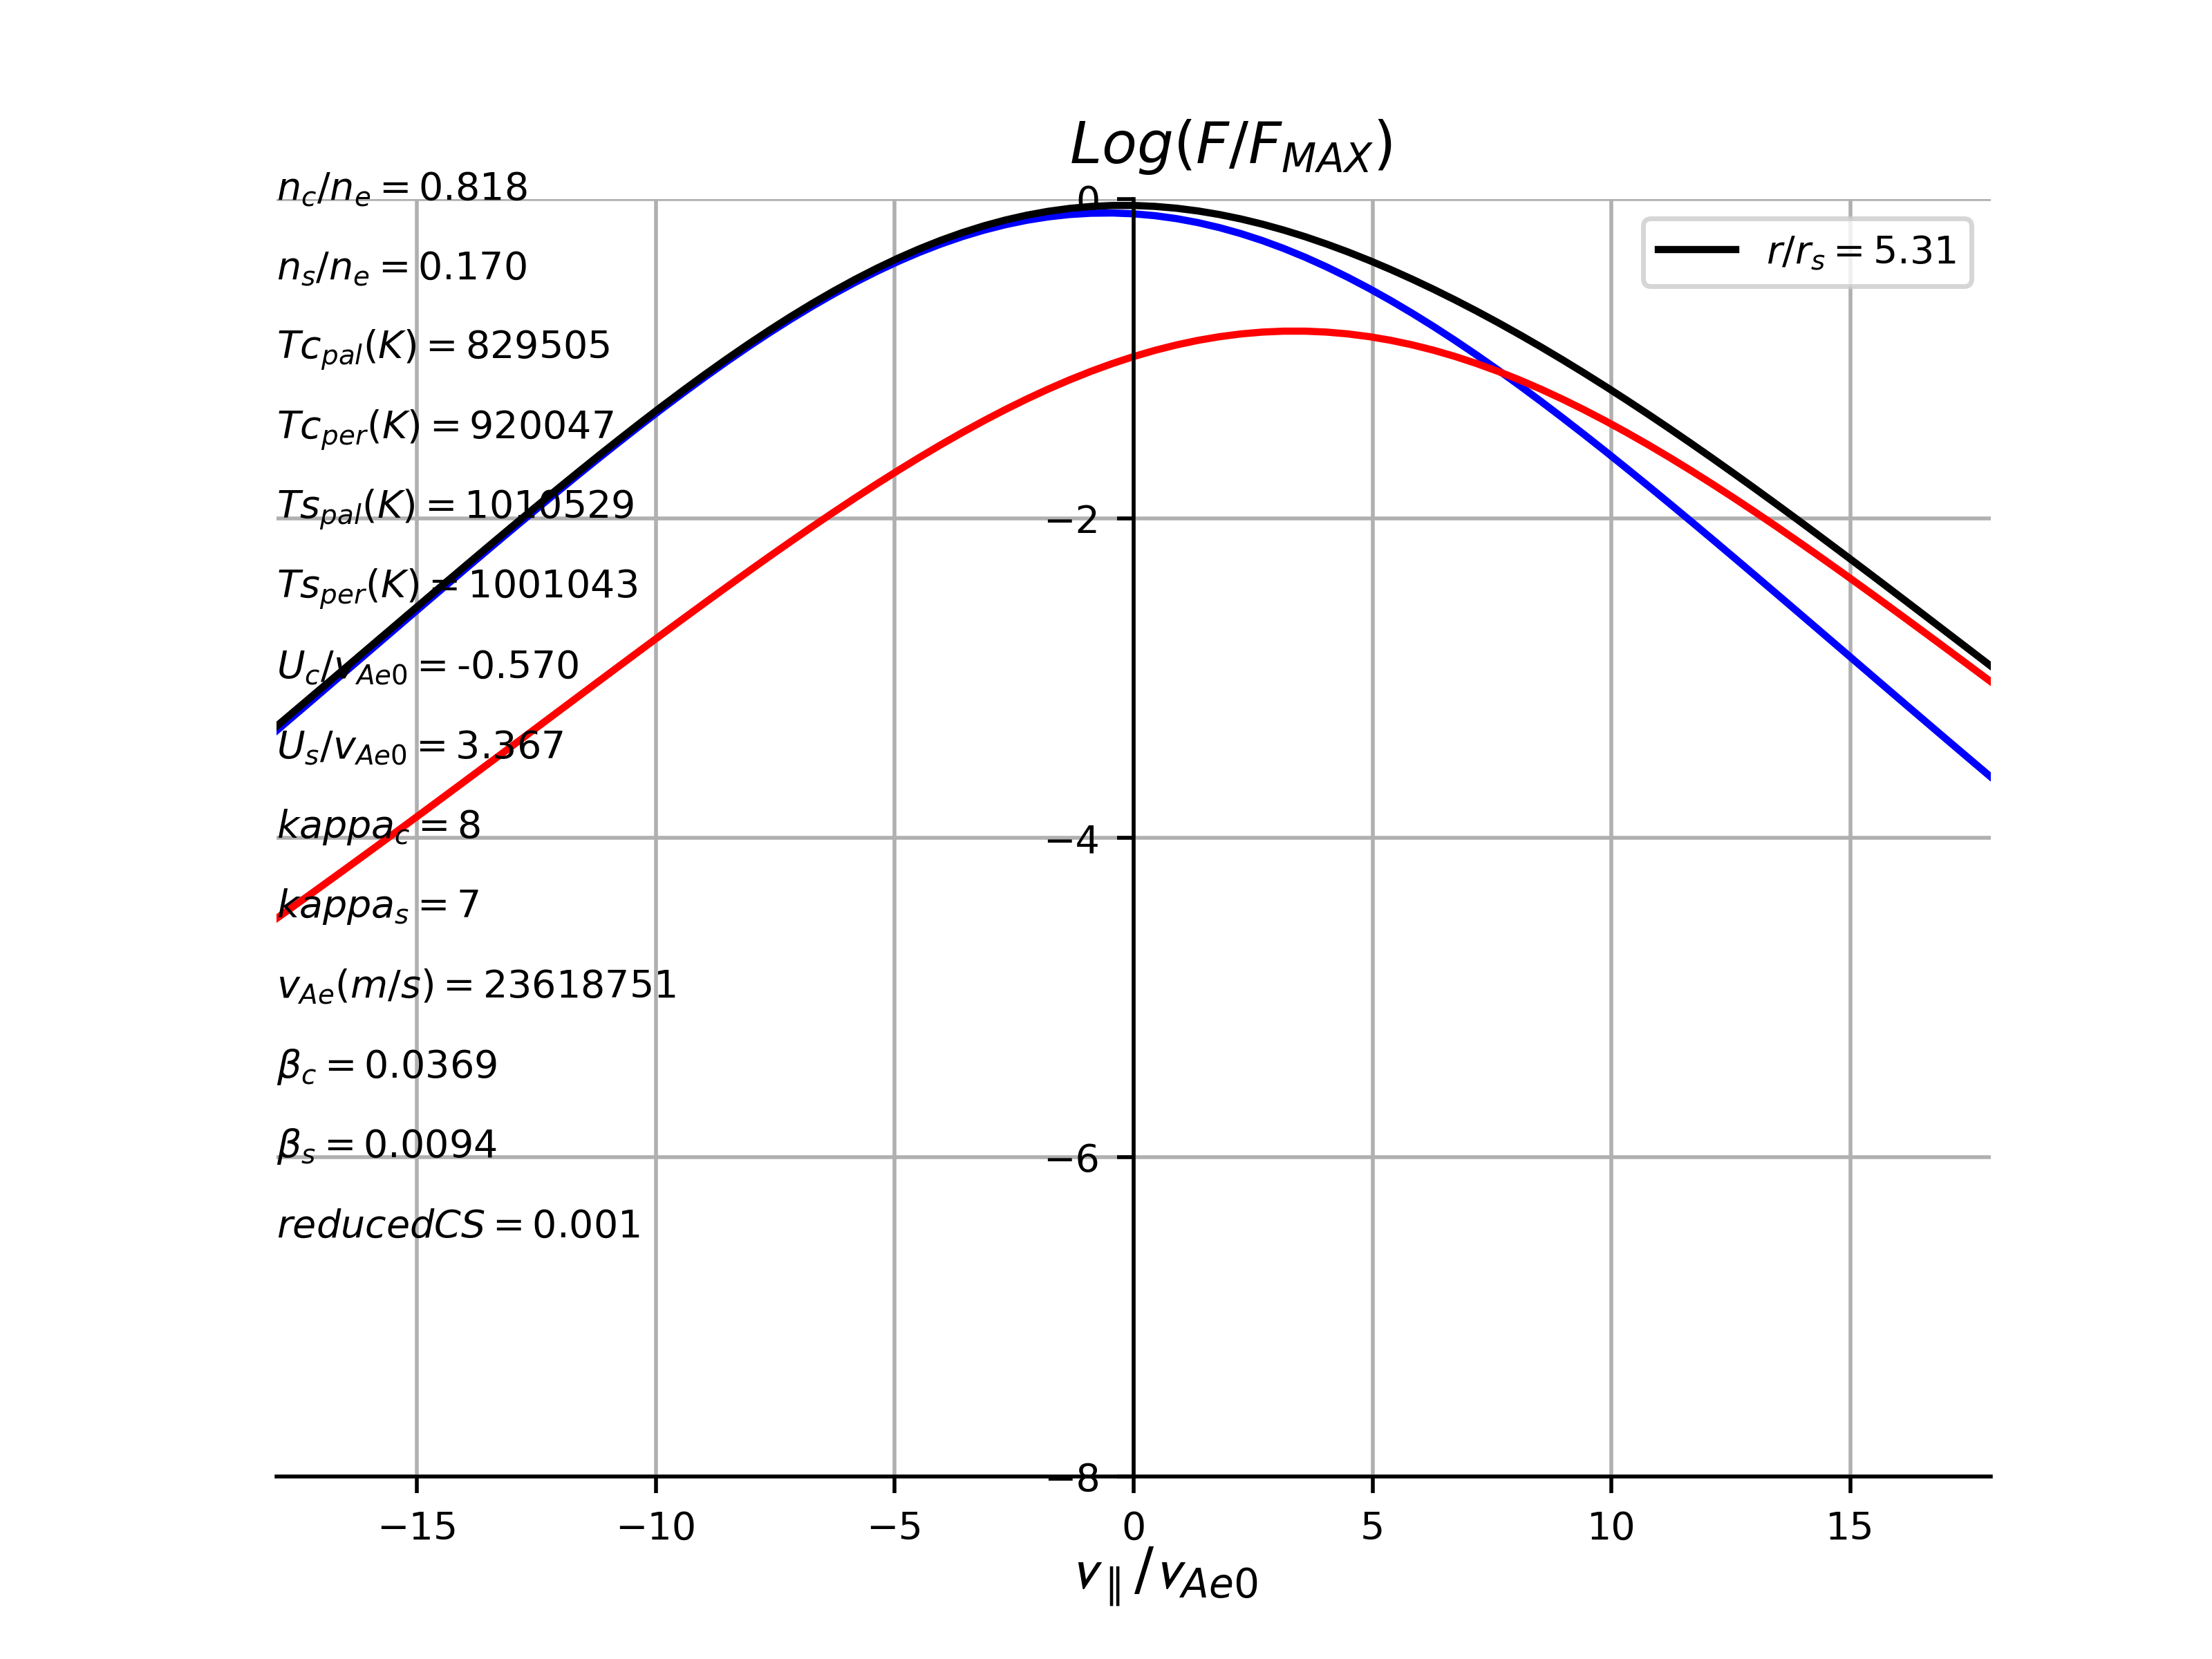 Log(F/F_MAX)
n_c/n_e = 0.818
n_s/n_e = 0.170
Tc_pal(K) = 829505
Tc_per(K) = 920047
Ts_pal(K) = 1010529
Ts_per(K) = 1001043
U_c/v_Ae0 = -0.570
U_s/v_Ae0 = 3.367
kappa_c = 8
kappa_s = 7
v_Ae(m/s) = 23618751
β_c = 0.0369
β_s = 0.0094
reducedCS = 0.001
r/r_s = 5.31
0
−2
−4
−6
−8
−15 −10 −5 0 5 10 15
v_∥/v_Ae0